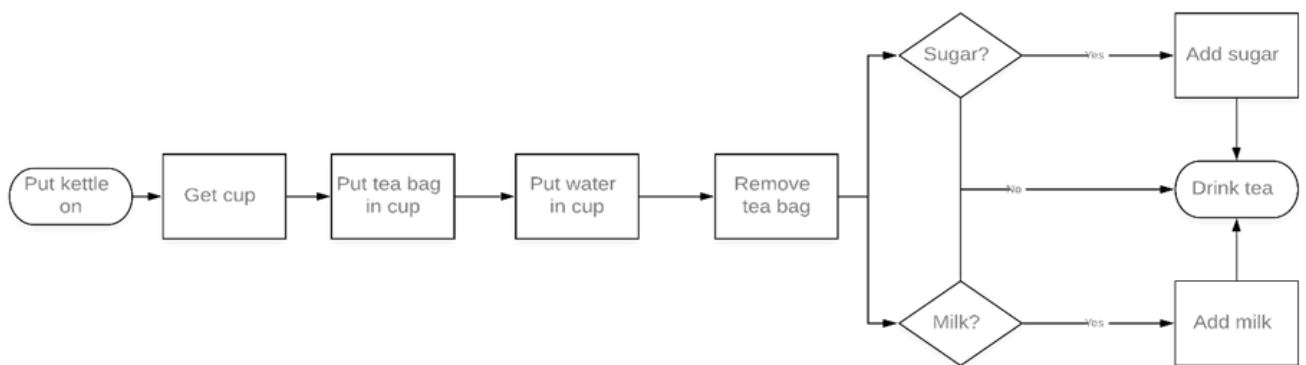 Put kettle
on
Get cup
Put tea bag
in cup
Put water
in cup
Remove
tea bag
Sugar?
Yes
Add sugar
No
Drink tea
Milk?
Yes
Add milk